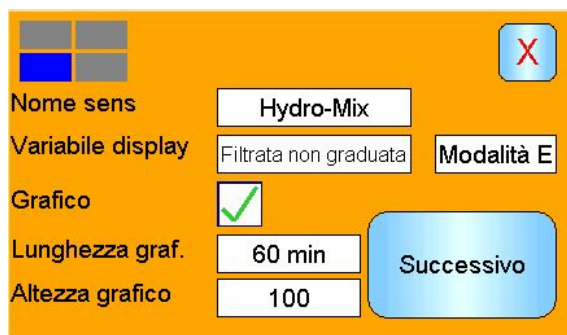 X
Nome sens Hydro-Mix
Variabile display Filtrata non graduata Modalità E
Grafico
Lunghezza graf. 60 min
Successivo
Altezza grafico 100